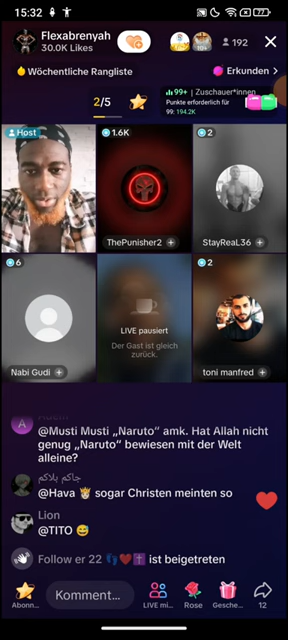 15:32
77
Flexabrenyah
30.0K Likes
192
Wöchentliche Rangliste
Erkunden >
2/5
99+ | Zuschauer*innen
Punkte erforderlich für
99: 194.2K
Host
1.6K
2
ThePunisher2 +
StayReaL36 +
6
LIVE pausiert
Der Gast ist gleich
zurück.
2
Nabi Gudi +
toni manfred +
A
@Musti Musti „Naruto“ amk. Hat Allah nicht
genug „Naruto“ bewiesen mit der Welt
alleine?
جاكم بلاكم
@Hava 🤴 sogar Christen meinten so
Lion
@TITO 😅
Follow er 22 👣❤️✝️ ist beigetreten
Komment...
Abonn...
LIVE mi...
Rose
Gesche...
12